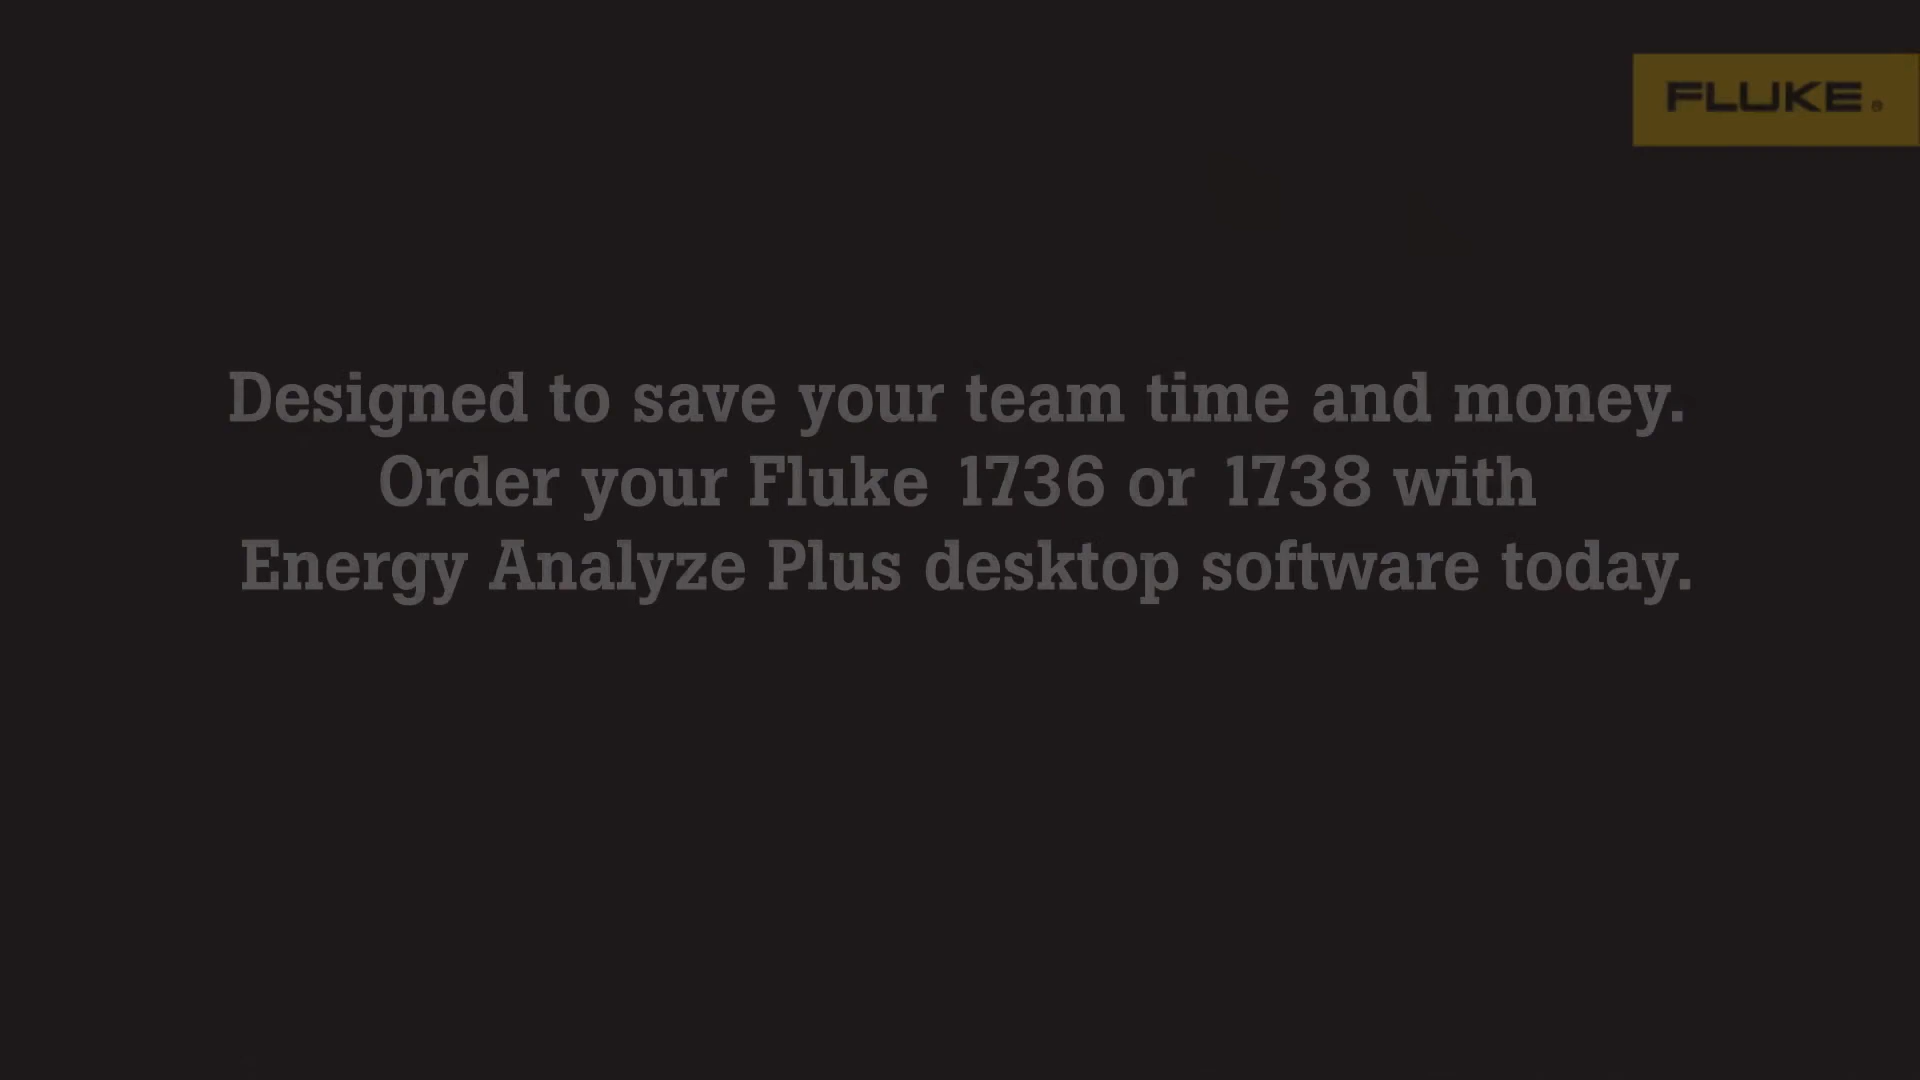 FLUKE®
Designed to save your team time and money.
Order your Fluke 1736 or 1738 with
Energy Analyze Plus desktop software today.